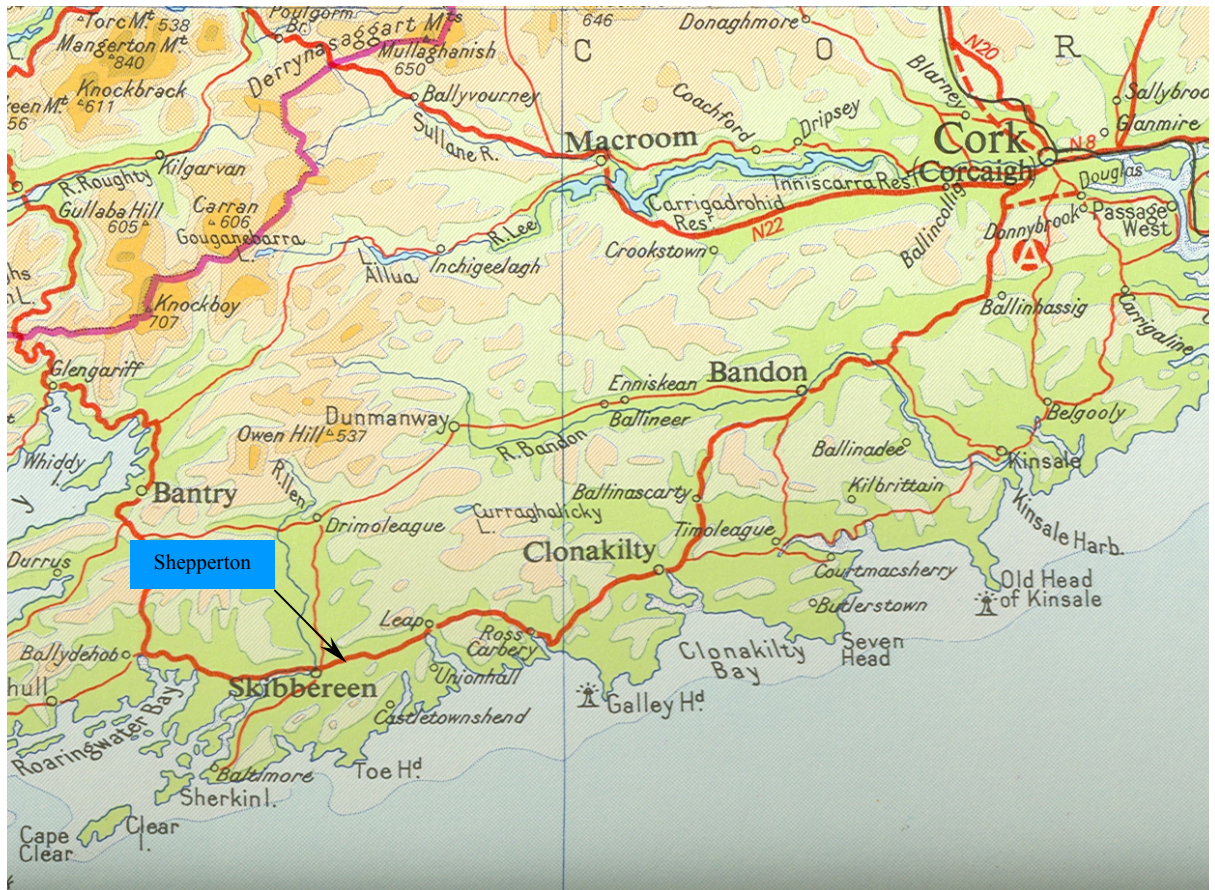 Torc Mt 538
Poulgorm
Br.
646
Donaghmore
Mangerton Mt
840
Derrynasaggart Mts
Mullaghanish
650
C
O
R
N20
Knockbrack
611
56
Ballyvourney
Coachford
Dripsey
Blarney
Sallybroo
Glanmire
Sullane R.
Macroom
Cork
(Corcaigh)
N8
Kilgarvan
R. Roughty
Gullaba Hill
605
Carran
606
Gouganebarra
L.
Inniscarra Res.
Carrigadrohid
Res.
N22
Ballincollig
Douglas
Donnybrook
Passage
West
R. Lee
Crookstown
A
L.
Allua
Inchigeelagh
Knockboy
707
Ballinhassig
Carrigaline
Glengariff
Bandon
Enniskean
Ballineer
Dunmanway
Belgooly
Owen Hill 537
R. Bandon
Ballinadee
Kinsale
Whiddy
I.
R. Ilen
Bantry
Ballinascarty
Kilbrittain
Curraghalicky
L.
Drimoleague
Timoleague
Kinsale Harb.
Clonakilty
Durrus
Shepperton
Courtmacsherry
Old Head
of Kinsale
Butlerstown
Leap
Ross
Carbery
Seven
Head
Clonakilty
Bay
Ballydehob
Unionhall
Skibbereen
hull
Galley Hd.
Castletownshend
Roaringwater Bay
Baltimore
Toe Hd.
Sherkin I.
Clear
I.
Cape
Clear